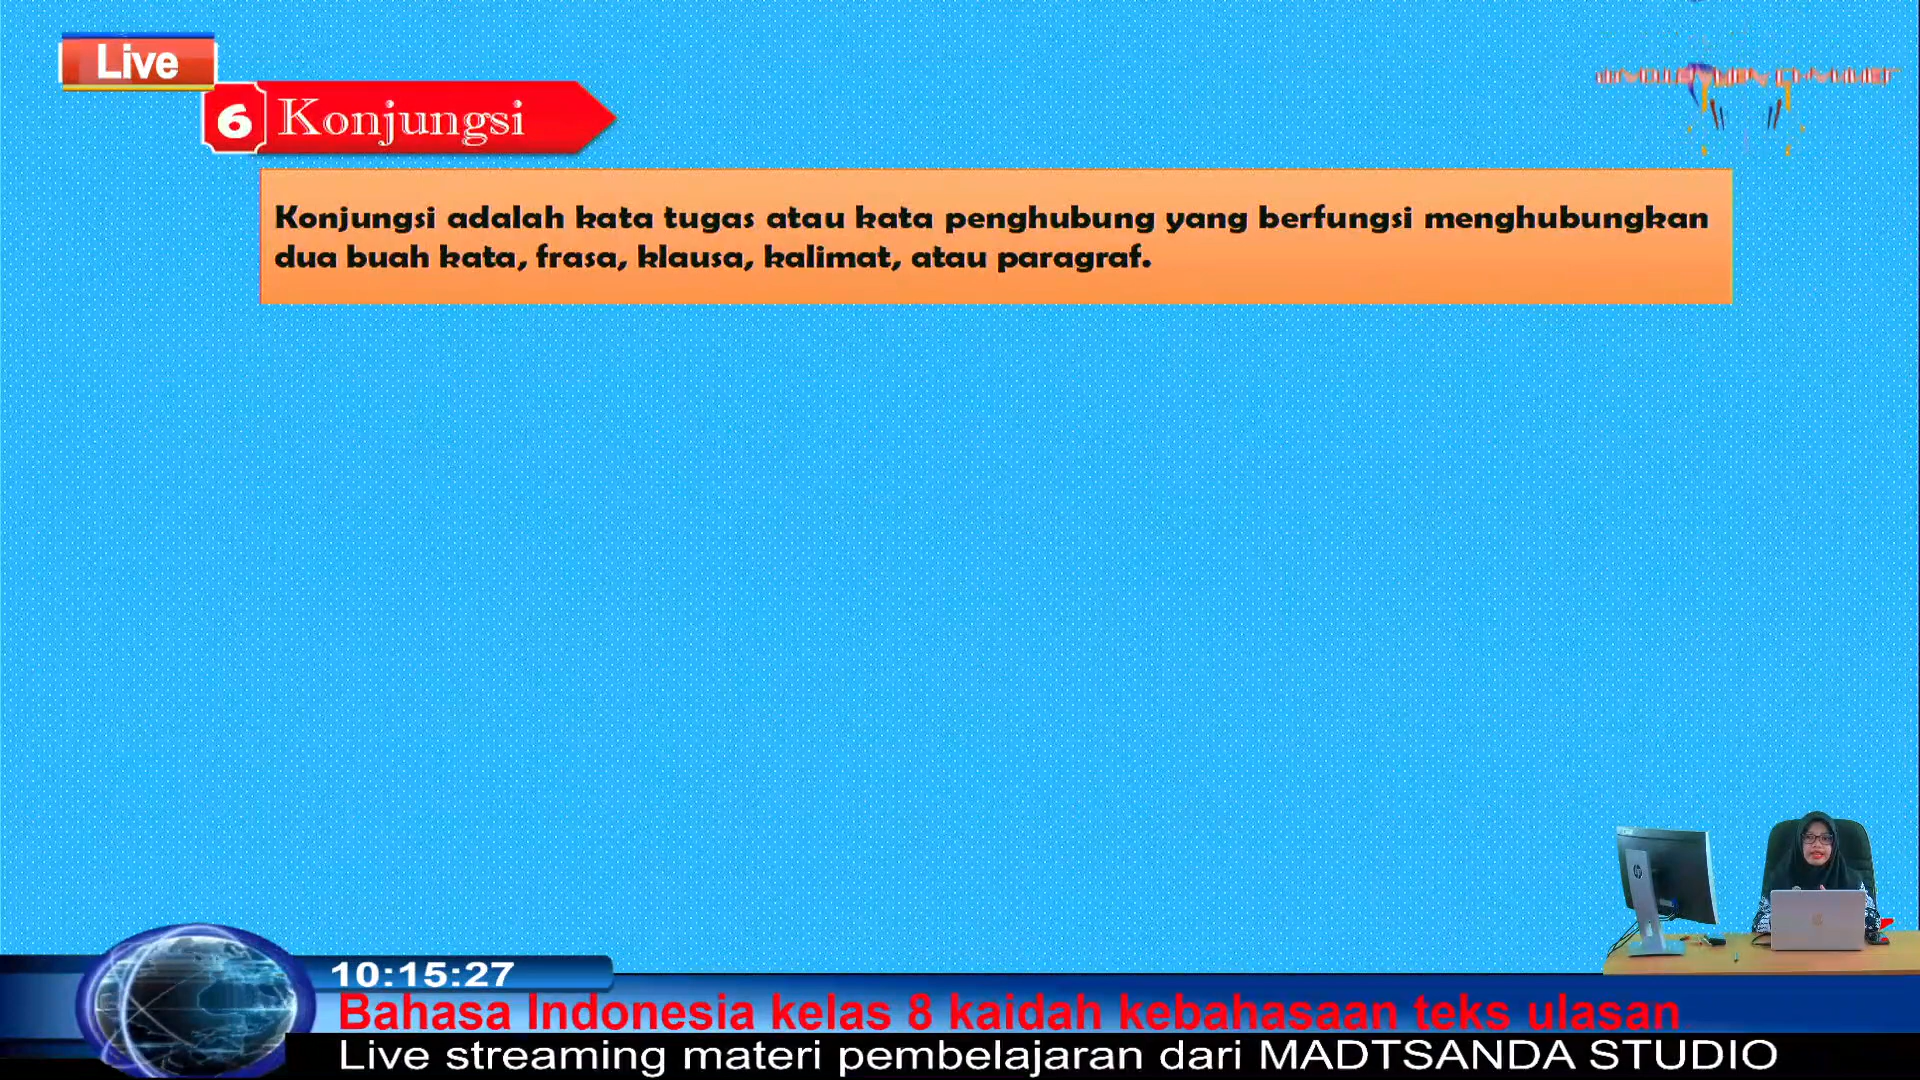 Live
6 Konjungsi
Konjungsi adalah kata tugas atau kata penghubung yang berfungsi menghubungkan
dua buah kata, frasa, klausa, kalimat, atau paragraf.
10:15:27
Bahasa Indonesia kelas 8 kaidah kebahasaan teks ulasan
Live streaming materi pembelajaran dari MADTSANDA STUDIO